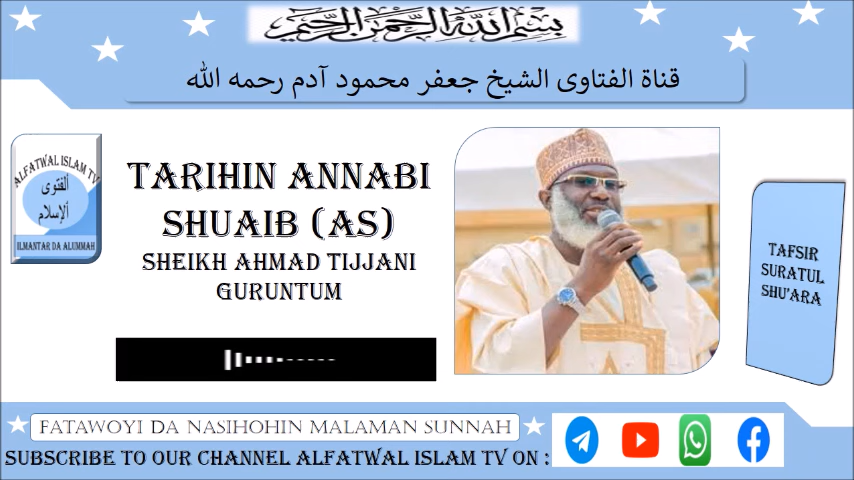 بسم الله الرحمن الرحيم
قناة الفتاوى الشيخ جعفر محمود آدم رحمه الله
ALFATWAL ISLAM TV
الفتوى
الإسلام
ILMANTAR DA ALUMMAH
TARIHIN ANNABI
SHUAIB (AS)
SHEIKH AHMAD TIJJANI
GURUNTUM
TAFSIR
SURATUL
SHU'ARA
FATAWOYI DA NASIHOHIN MALAMAN SUNNAH
SUBSCRIBE TO OUR CHANNEL ALFATWAL ISLAM TV ON :